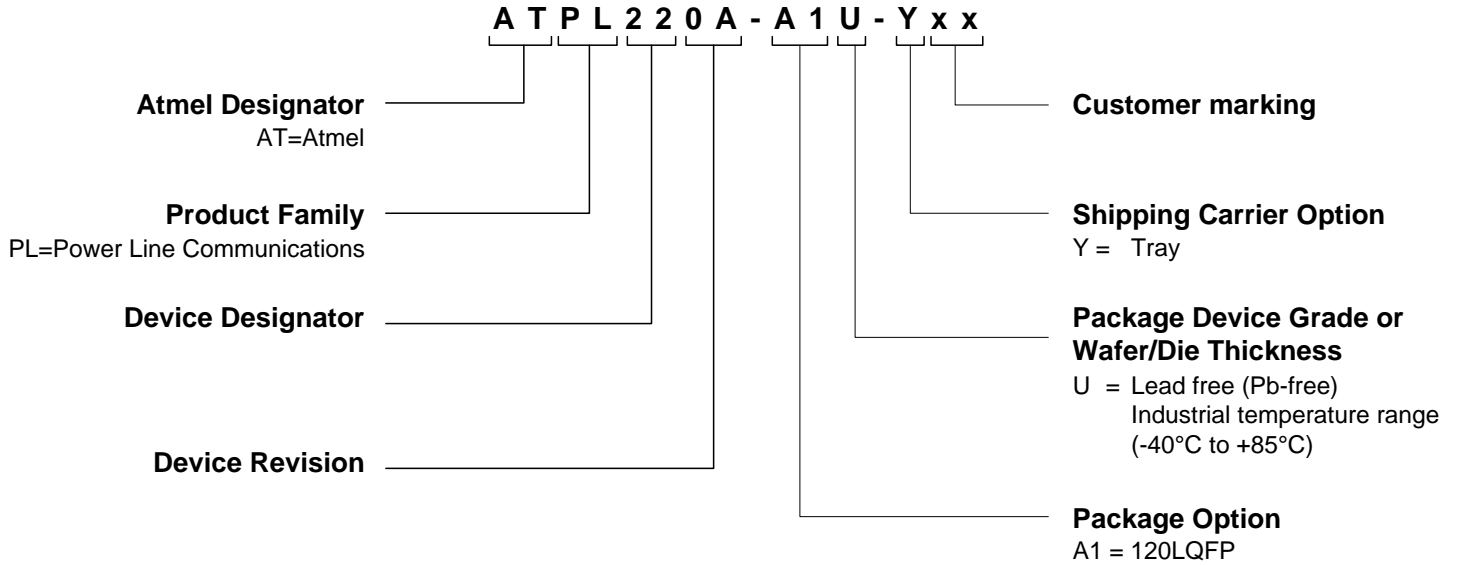 A T P L 2 2 0 A - A 1 U - Y x x
Atmel Designator
AT=Atmel
Product Family
PL=Power Line Communications
Device Designator
Device Revision
Customer marking
Shipping Carrier Option
Y = Tray
Package Device Grade or
Wafer/Die Thickness
U = Lead free (Pb-free)
Industrial temperature range
(-40°C to +85°C)
Package Option
A1 = 120LQFP